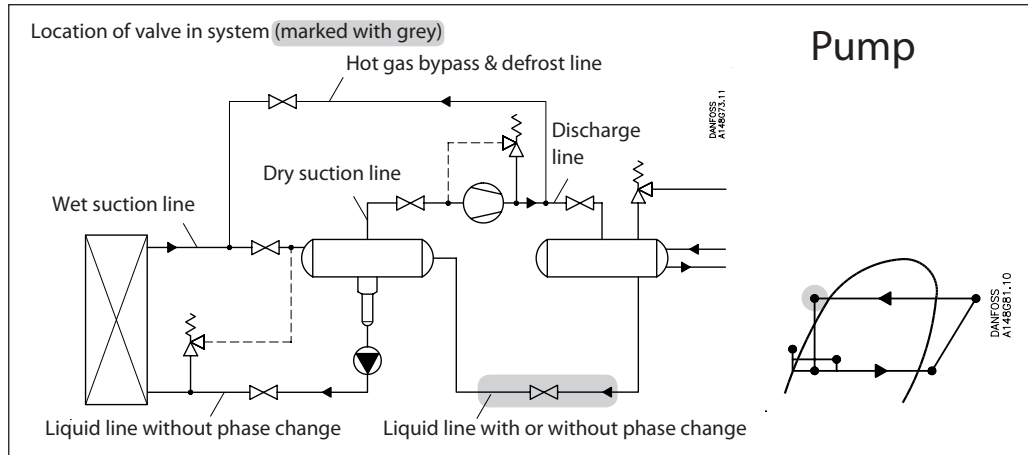 Location of valve in system (marked with grey)
Pump
Hot gas bypass & defrost line
DANFOSS
A148G73.11
Discharge
line
Dry suction line
Wet suction line
DANFOSS
A148G81.10
Liquid line without phase change
Liquid line with or without phase change